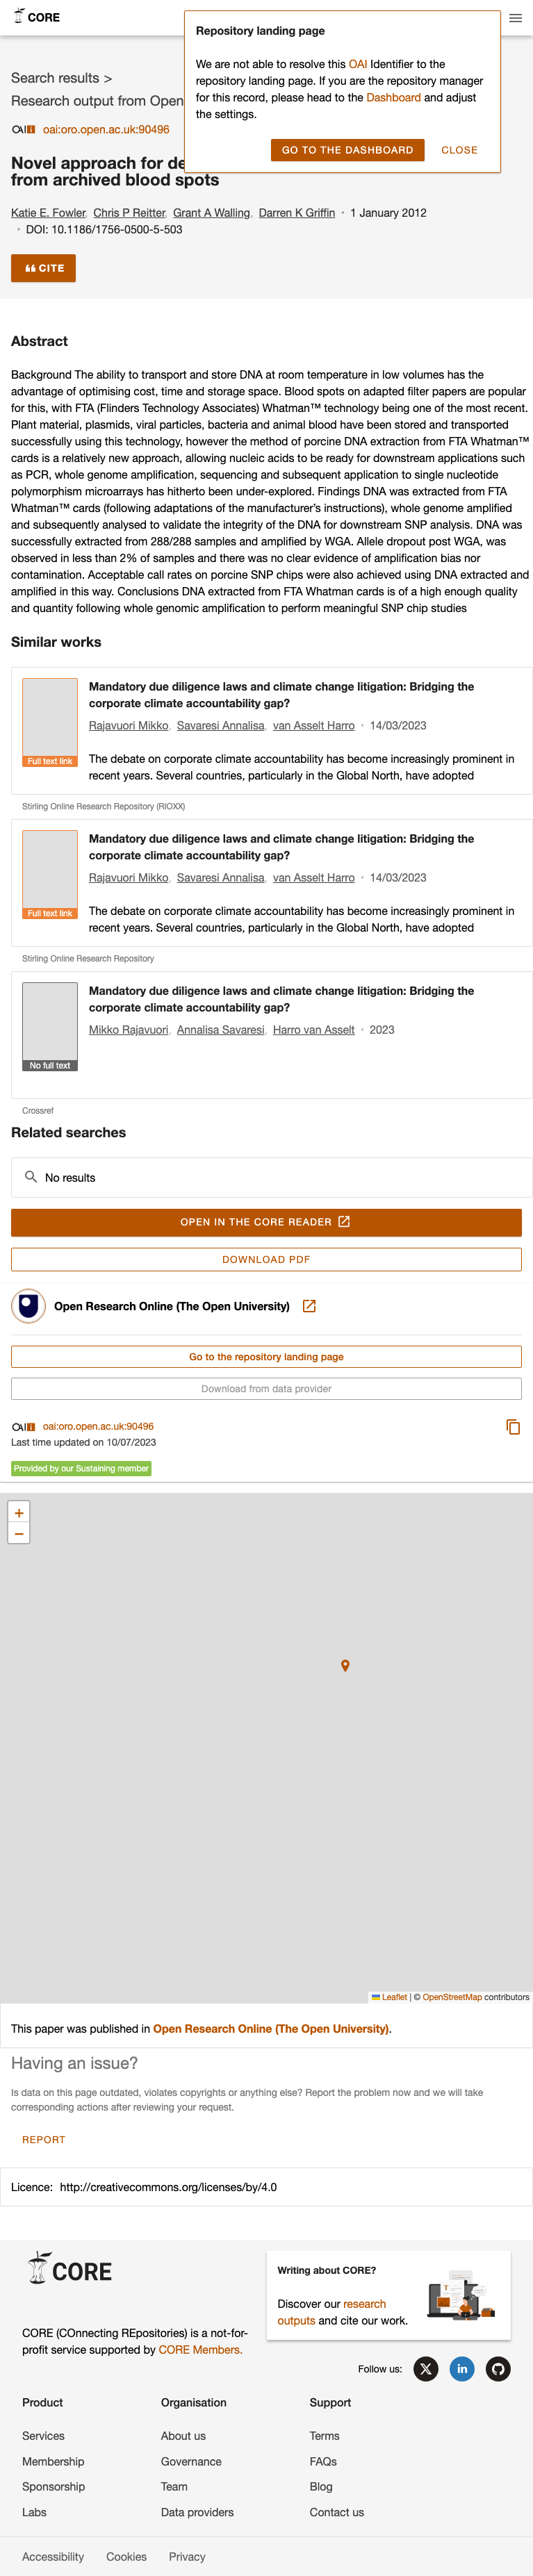 CORE
Repository landing page
We are not able to resolve this OAI Identifier to the
repository landing page. If you are the repository manager
for this record, please head to the Dashboard and adjust
the settings.
GO TO THE DASHBOARD CLOSE
Search results >
Research output from Open
OAI oai:oro.open.ac.uk:90496
Novel approach for de
from archived blood spots
Katie E. Fowler, Chris P Reitter, Grant A Walling, Darren K Griffin • 1 January 2012
• DOI: 10.1186/1756-0500-5-503
CITE
Abstract
Background The ability to transport and store DNA at room temperature in low volumes has the
advantage of optimising cost, time and storage space. Blood spots on adapted filter papers are popular
for this, with FTA (Flinders Technology Associates) Whatman™ technology being one of the most recent.
Plant material, plasmids, viral particles, bacteria and animal blood have been stored and transported
successfully using this technology, however the method of porcine DNA extraction from FTA Whatman™
cards is a relatively new approach, allowing nucleic acids to be ready for downstream applications such
as PCR, whole genome amplification, sequencing and subsequent application to single nucleotide
polymorphism microarrays has hitherto been under-explored. Findings DNA was extracted from FTA
Whatman™ cards (following adaptations of the manufacturer's instructions), whole genome amplified
and subsequently analysed to validate the integrity of the DNA for downstream SNP analysis. DNA was
successfully extracted from 288/288 samples and amplified by WGA. Allele dropout post WGA, was
observed in less than 2% of samples and there was no clear evidence of amplification bias nor
contamination. Acceptable call rates on porcine SNP chips were also achieved using DNA extracted and
amplified in this way. Conclusions DNA extracted from FTA Whatman cards is of a high enough quality
and quantity following whole genomic amplification to perform meaningful SNP chip studies
Similar works
Mandatory due diligence laws and climate change litigation: Bridging the
corporate climate accountability gap?
Rajavuori Mikko, Savaresi Annalisa, van Asselt Harro • 14/03/2023
The debate on corporate climate accountability has become increasingly prominent in
recent years. Several countries, particularly in the Global North, have adopted
Full text link
Stirling Online Research Repository (RIOXX)
Mandatory due diligence laws and climate change litigation: Bridging the
corporate climate accountability gap?
Rajavuori Mikko, Savaresi Annalisa, van Asselt Harro • 14/03/2023
The debate on corporate climate accountability has become increasingly prominent in
recent years. Several countries, particularly in the Global North, have adopted
Full text link
Stirling Online Research Repository
Mandatory due diligence laws and climate change litigation: Bridging the
corporate climate accountability gap?
Mikko Rajavuori, Annalisa Savaresi, Harro van Asselt • 2023
No full text
Crossref
Related searches
No results
OPEN IN THE CORE READER
DOWNLOAD PDF
Open Research Online (The Open University)
Go to the repository landing page
Download from data provider
OAI oai:oro.open.ac.uk:90496
Last time updated on 10/07/2023
Provided by our Sustaining member
+
−
Leaflet | © OpenStreetMap contributors
This paper was published in Open Research Online (The Open University).
Having an issue?
Is data on this page outdated, violates copyrights or anything else? Report the problem now and we will take
corresponding actions after reviewing your request.
REPORT
Licence: http://creativecommons.org/licenses/by/4.0
CORE
CORE (COnnecting REpositories) is a not-for-
profit service supported by CORE Members.
Writing about CORE?
Discover our research
outputs and cite our work.
Follow us:
Product Organisation Support
Services About us Terms
Membership Governance FAQs
Sponsorship Team Blog
Labs Data providers Contact us
Accessibility Cookies Privacy